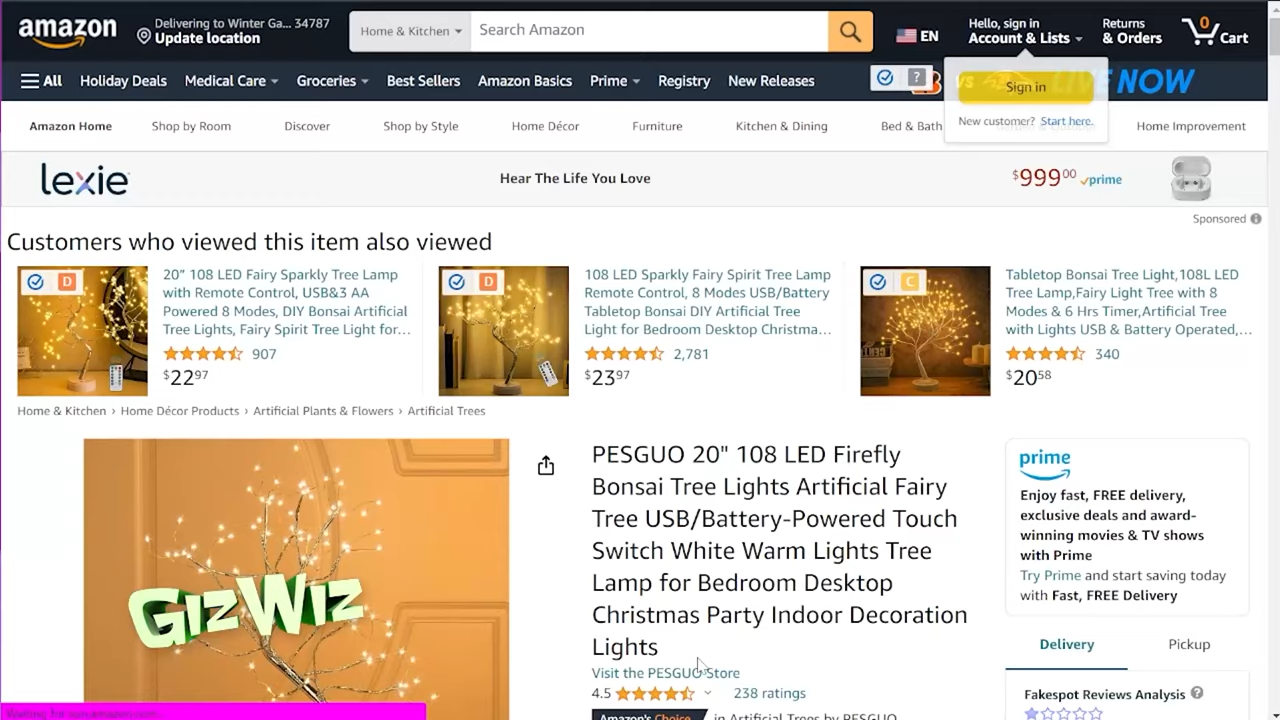 amazon
Delivering to Winter Ga... 34787
Update location
Home & Kitchen
Search Amazon
EN
Hello, sign in
Account & Lists
Returns
& Orders
0
Cart
All
Holiday Deals
Medical Care
Groceries
Best Sellers
Amazon Basics
Prime
Registry
New Releases
?
VS
LIVE NOW
Sign in
New customer? Start here.
Amazon Home
Shop by Room
Discover
Shop by Style
Home Décor
Furniture
Kitchen & Dining
Bed & Bath
Home Improvement
lexie
Hear The Life You Love
$999 00 prime
Sponsored
Customers who viewed this item also viewed
D
20" 108 LED Fairy Sparkly Tree Lamp
with Remote Control, USB&3 AA
Powered 8 Modes, DIY Bonsai Artificial
Tree Lights, Fairy Spirit Tree Light for...
907
$22 97
D
108 LED Sparkly Fairy Spirit Tree Lamp
Remote Control, 8 Modes USB/Battery
Tabletop Bonsai DIY Artificial Tree
Light for Bedroom Desktop Christma...
2,781
$23 97
C
Tabletop Bonsai Tree Light,108L LED
Tree Lamp,Fairy Light Tree with 8
Modes & 6 Hrs Timer,Artificial Tree
with Lights USB & Battery Operated,...
340
$20 58
Home & Kitchen › Home Décor Products › Artificial Plants & Flowers › Artificial Trees
GizWiz
PESGUO 20" 108 LED Firefly
Bonsai Tree Lights Artificial Fairy
Tree USB/Battery-Powered Touch
Switch White Warm Lights Tree
Lamp for Bedroom Desktop
Christmas Party Indoor Decoration
Lights
Visit the PESGUO Store
4.5
238 ratings
Amazon's Choice in Artificial Trees by PESGUO
prime
Enjoy fast, FREE delivery,
exclusive deals and award-
winning movies & TV shows
with Prime
Try Prime and start saving today
with Fast, FREE Delivery
Delivery
Pickup
Fakespot Reviews Analysis ?